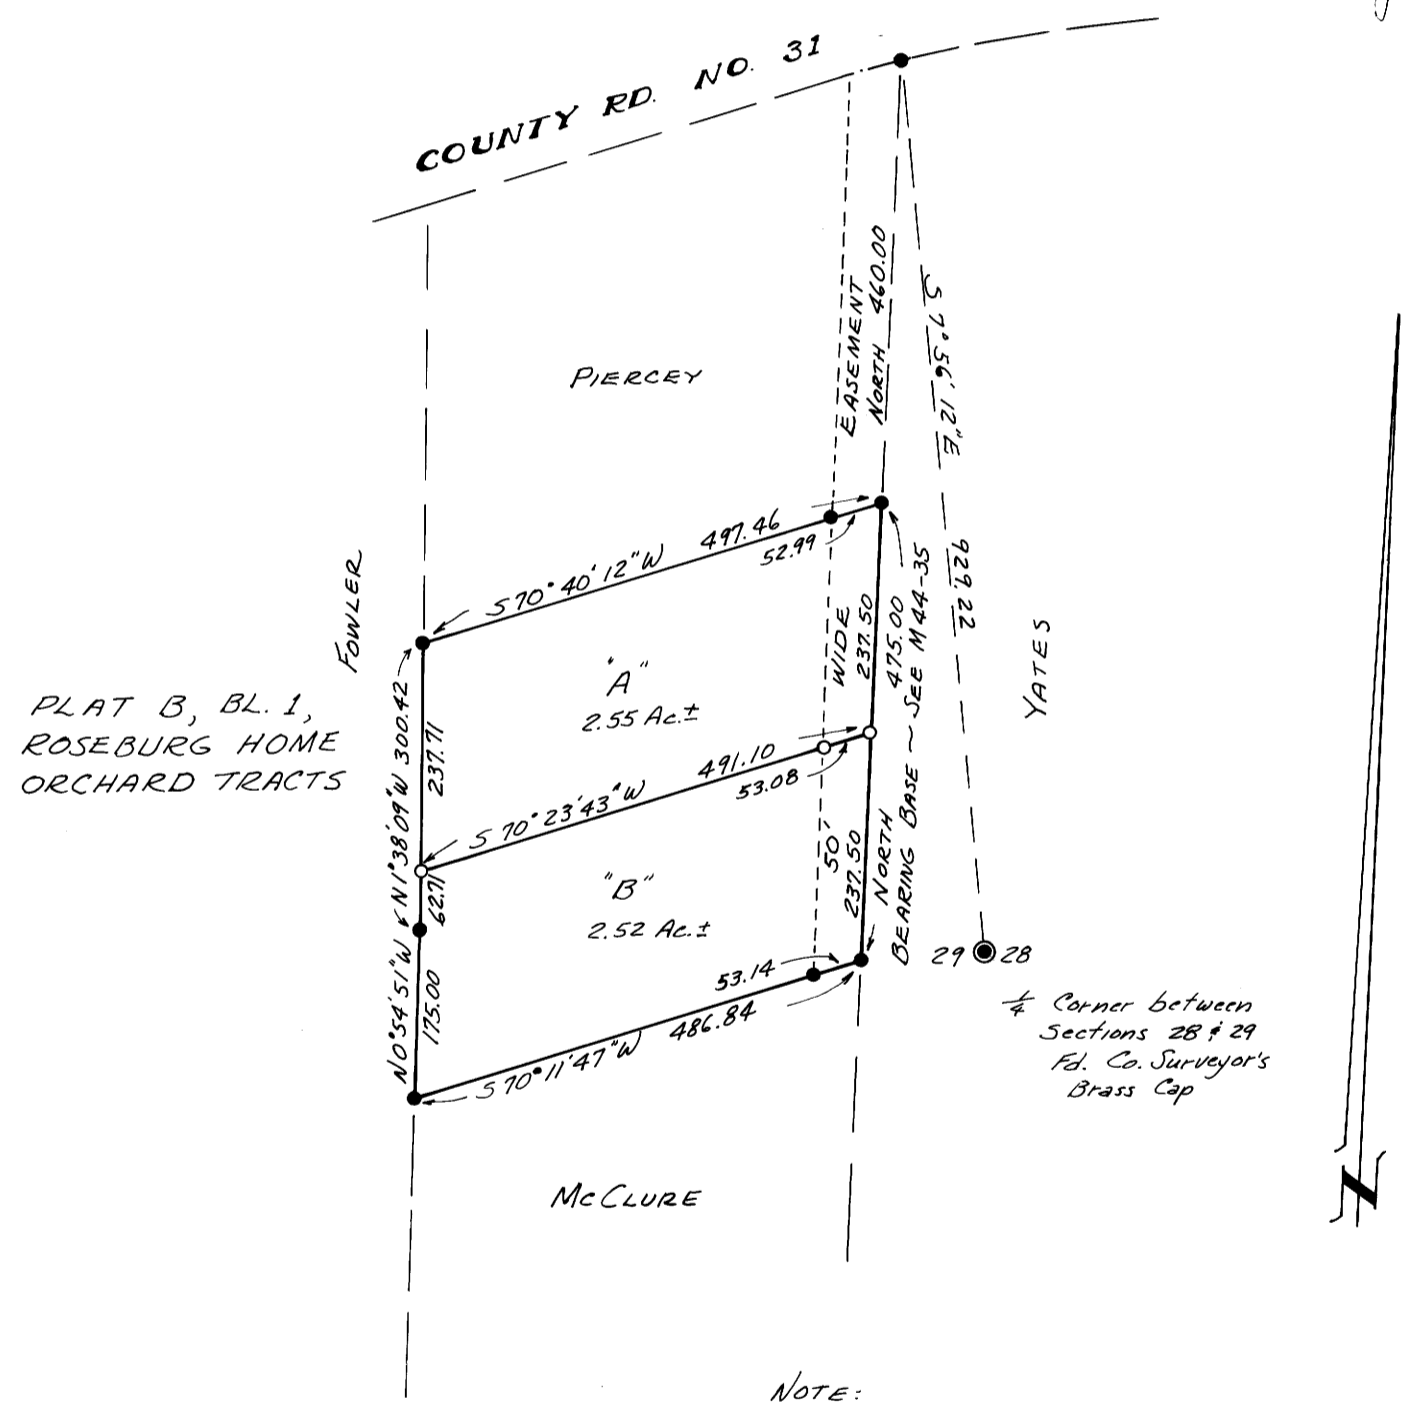 COUNTY RD. NO. 31
PIERCEY
EASEMENT
NORTH 460.00
S 7° 56' 12" E 929.22
FOWLER
S 70° 40' 12" W 497.46
52.99
"A"
2.55 Ac.±
WIDE
237.50
475.00
NORTH
BEARING BASE ~ SEE M 44-35
YATES
PLAT B, BL. 1,
ROSEBURG HOME
ORCHARD TRACTS
N 1° 38' 09" W 300.42
237.71
S 70° 23' 43" W 491.10
53.08
62.71
"B"
2.52 Ac.±
50'
237.50
N 0° 54' 51" W
175.00
53.14
S 70° 11' 47" W 486.84
29 28
1/4 Corner between
Sections 28 & 29
Fd. Co. Surveyor's
Brass Cap
McCLURE
N
NOTE: